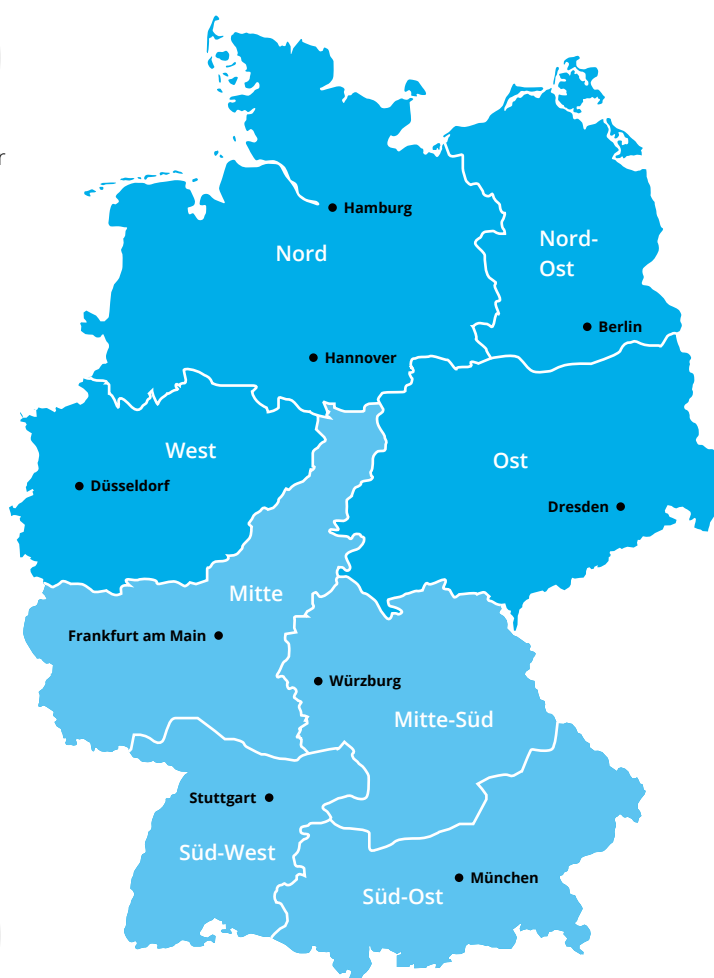 r
Hamburg
Nord-
Ost
Nord
Berlin
Hannover
West
Ost
Düsseldorf
Dresden
Mitte
Frankfurt am Main
Würzburg
Mitte-Süd
Stuttgart
Süd-West
München
Süd-Ost